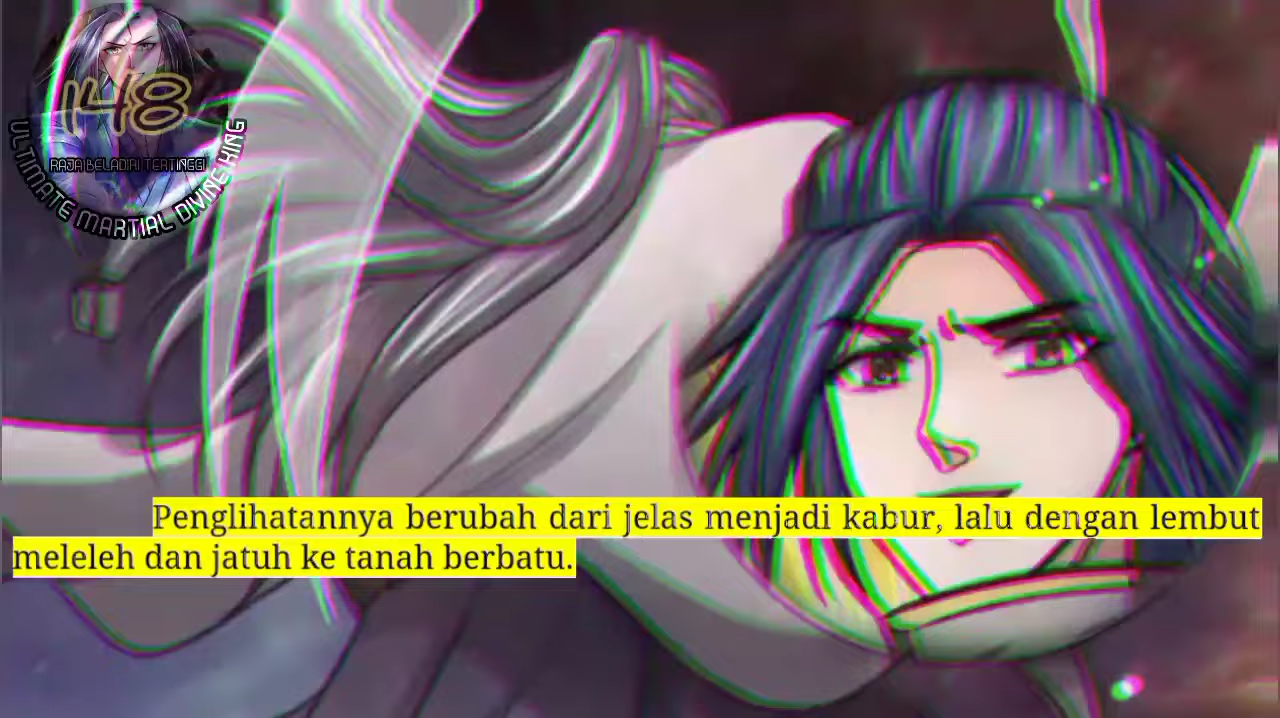 148
RAJA BELADIRI TERTINGGI
ULTIMATE MARTIAL DIVINE KING
Penglihatannya berubah dari jelas menjadi kabur, lalu dengan lembut
meleleh dan jatuh ke tanah berbatu.